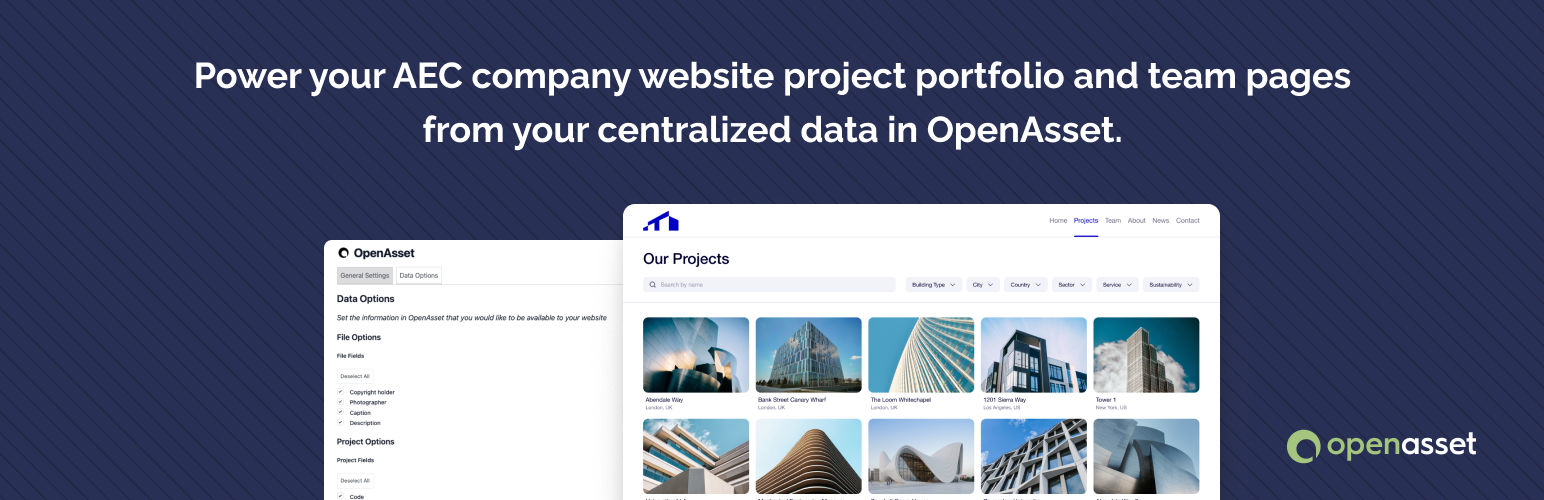 Power your AEC company website project portfolio and team pages
from your centralized data in OpenAsset.
OpenAsset
General Settings
Data Options
Data Options
Set the information in OpenAsset that you would like to be available to your website
File Options
File Fields
Deselect All
Copyright holder
Photographer
Caption
Description
Project Options
Project Fields
Deselect All
Code
Home Projects Team About News Contact
Our Projects
Search by name
Building Type City Country Sector Service Sustainability
Abendale Way
London, UK
Bank Street Canary Wharf
London, UK
The Loom Whitechapel
London, UK
1201 Sierra Way
Los Angeles, US
Tower 1
New York, US
openasset